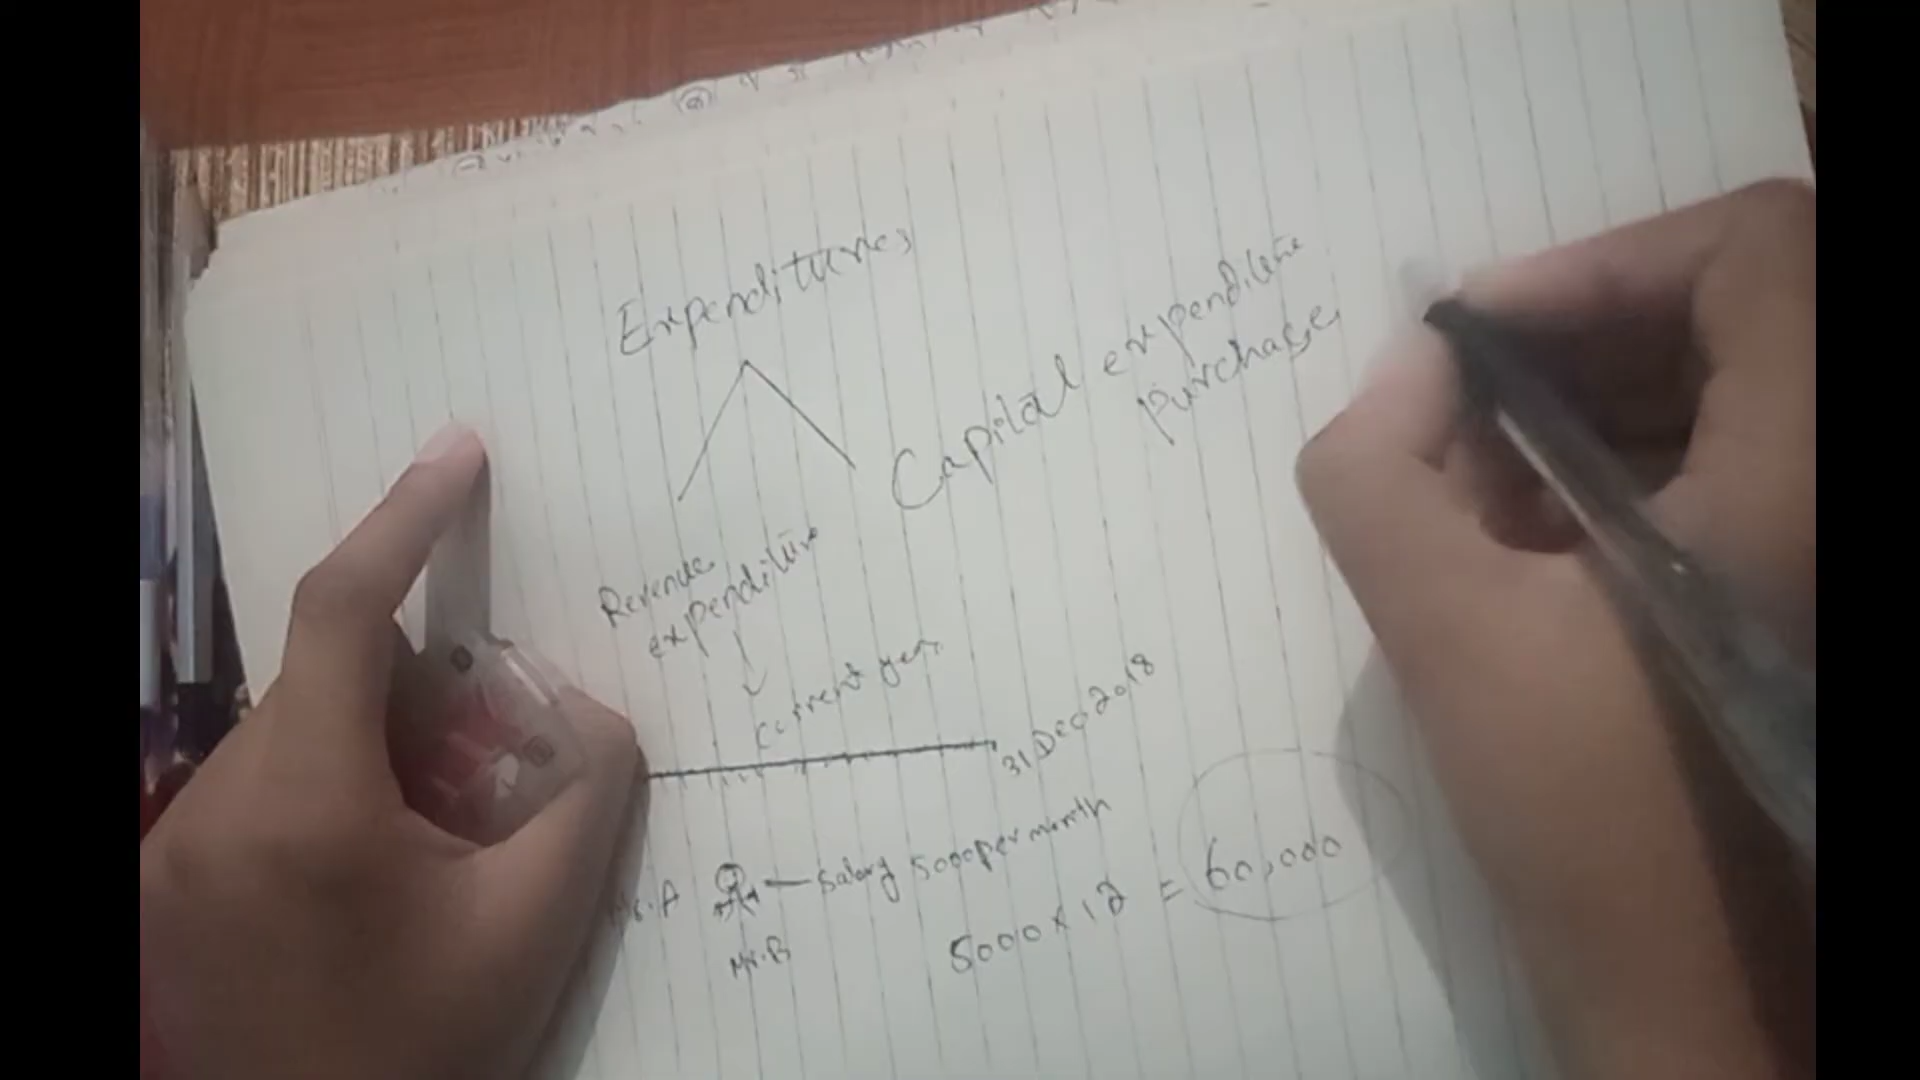 Expenditures
Capital expenditure
Purchase
Revenue
expenditure
current year
31 Dec 2018
Mr. A
Salary 5000 per month
Mr. B
5000 x 12 = 60,000